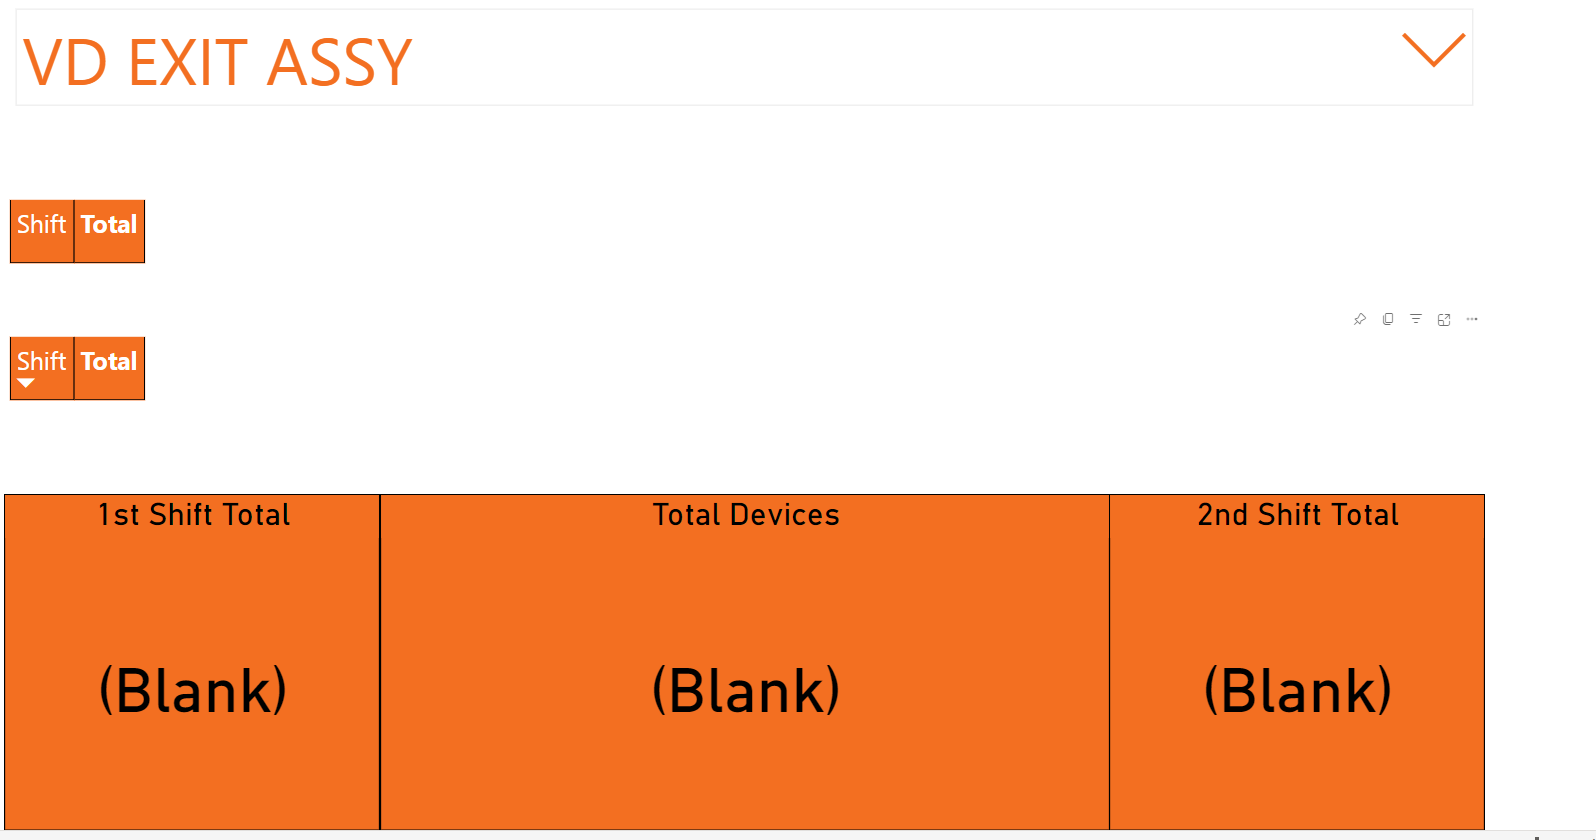 VD EXIT ASSY
Shift Total
Shift Total
1st Shift Total Total Devices 2nd Shift Total
(Blank) (Blank) (Blank)